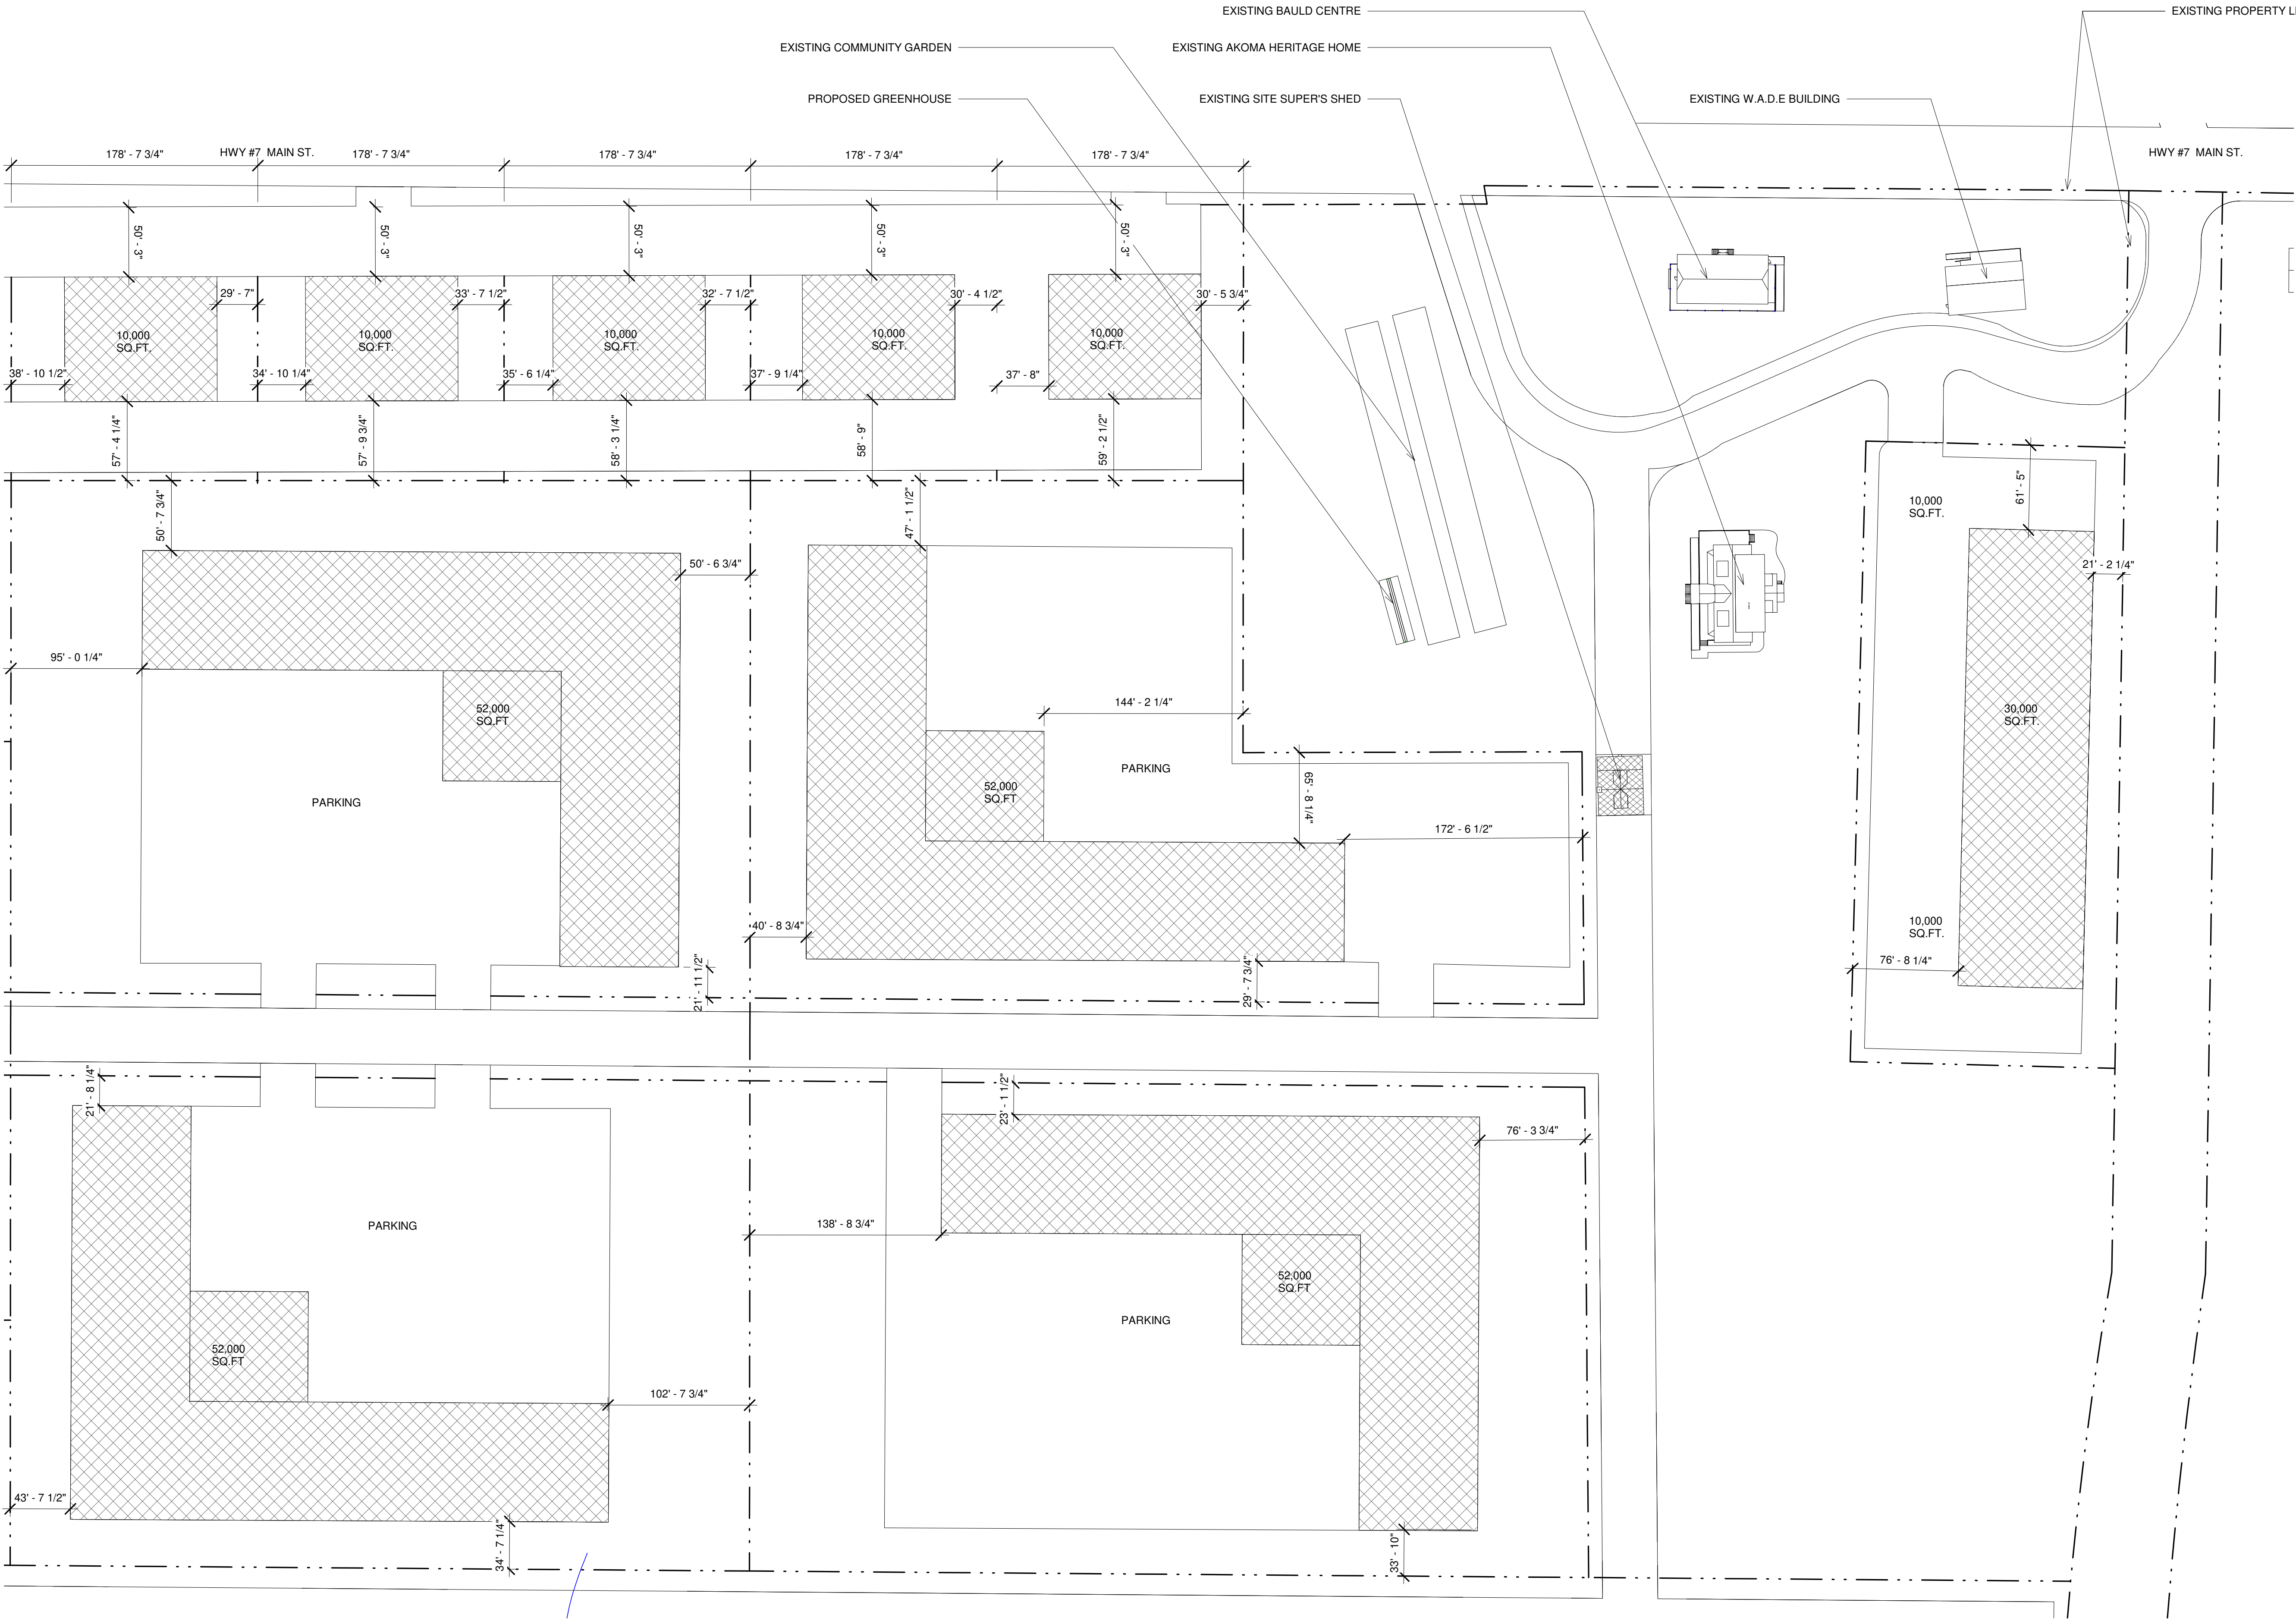 EXISTING BAULD CENTRE
EXISTING PROPERTY L
EXISTING COMMUNITY GARDEN
EXISTING AKOMA HERITAGE HOME
PROPOSED GREENHOUSE
EXISTING SITE SUPER'S SHED
EXISTING W.A.D.E BUILDING
178' - 7 3/4"
HWY #7 MAIN ST.
178' - 7 3/4"
178' - 7 3/4"
178' - 7 3/4"
178' - 7 3/4"
HWY #7 MAIN ST.
50' - 3"
50' - 3"
50' - 3"
50' - 3"
50' - 3"
29' - 7"
33' - 7 1/2"
32' - 7 1/2"
30' - 4 1/2"
30' - 5 3/4"
10,000
SQ.FT.
10,000
SQ.FT.
10,000
SQ.FT.
10,000
SQ.FT.
10,000
SQ.FT.
38' - 10 1/2"
34' - 10 1/4"
35' - 6 1/4"
37' - 9 1/4"
37' - 8"
57' - 4 1/4"
57' - 9 3/4"
58' - 3 1/4"
58' - 9"
59' - 2 1/2"
50' - 7 3/4"
47' - 1 1/2"
61' - 5"
10,000
SQ.FT.
50' - 6 3/4"
21' - 2 1/4"
95' - 0 1/4"
52,000
SQ.FT
144' - 2 1/4"
30,000
SQ.FT.
PARKING
PARKING
52,000
SQ.FT
65' - 8 1/4"
172' - 6 1/2"
40' - 8 3/4"
10,000
SQ.FT.
76' - 8 1/4"
21' - 11 1/2"
29' - 7 3/4"
21' - 8 1/4"
23' - 1 1/2"
76' - 3 3/4"
PARKING
138' - 8 3/4"
52,000
SQ.FT
PARKING
52,000
SQ.FT
102' - 7 3/4"
43' - 7 1/2"
34' - 7 1/4"
33' - 10"